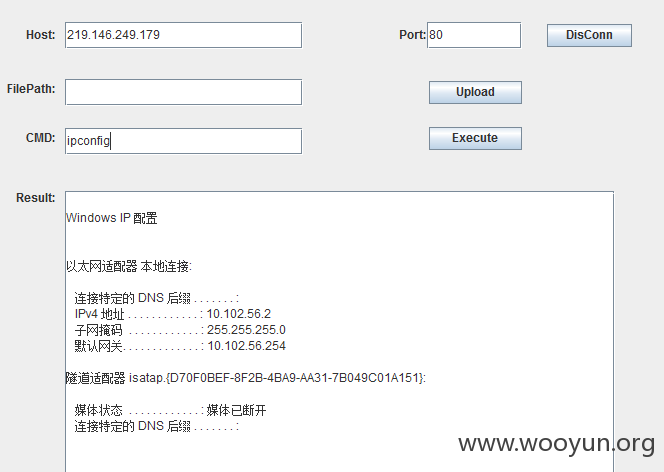 Host: 219.146.249.179 Port: 80 DisConn
FilePath: Upload
CMD: ipconfig Execute
Result:
Windows IP 配置
以太网适配器 本地连接:
连接特定的 DNS 后缀 . . . . . . . :
IPv4 地址 . . . . . . . . . . . . : 10.102.56.2
子网掩码 . . . . . . . . . . . . : 255.255.255.0
默认网关. . . . . . . . . . . . . : 10.102.56.254
隧道适配器 isatap.{D70F0BEF-8F2B-4BA9-AA31-7B049C01A151}:
媒体状态 . . . . . . . . . . . . : 媒体已断开
连接特定的 DNS 后缀 . . . . . . . :
www.wooyun.org